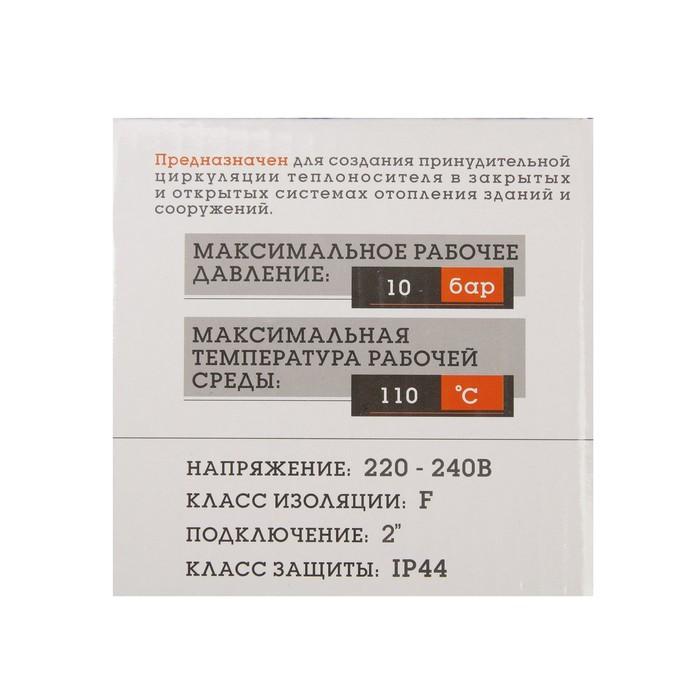 Предназначен для создания принудительной
циркуляции теплоносителя в закрытых
и открытых системах отопления зданий и
сооружений.
МАКСИМАЛЬНОЕ РАБОЧЕЕ
ДАВЛЕНИЕ:
10 бар
МАКСИМАЛЬНАЯ
ТЕМПЕРАТУРА РАБОЧЕЙ
СРЕДЫ:
110 °C
НАПРЯЖЕНИЕ: 220 - 240В
КЛАСС ИЗОЛЯЦИИ: F
ПОДКЛЮЧЕНИЕ: 2”
КЛАСС ЗАЩИТЫ: IP44